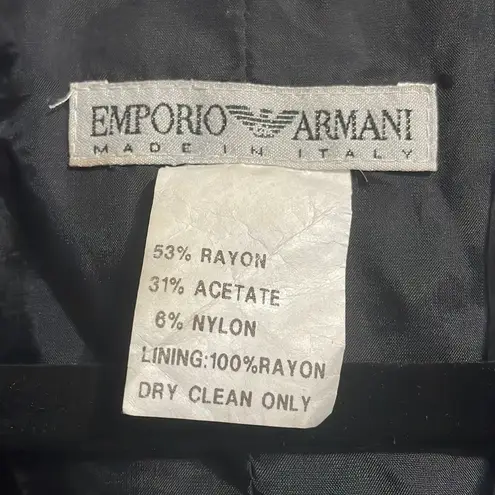 EMPORIO ARMANI
MADE IN ITALY
53% RAYON
31% ACETATE
6% NYLON
LINING:100%RAYON
DRY CLEAN ONLY